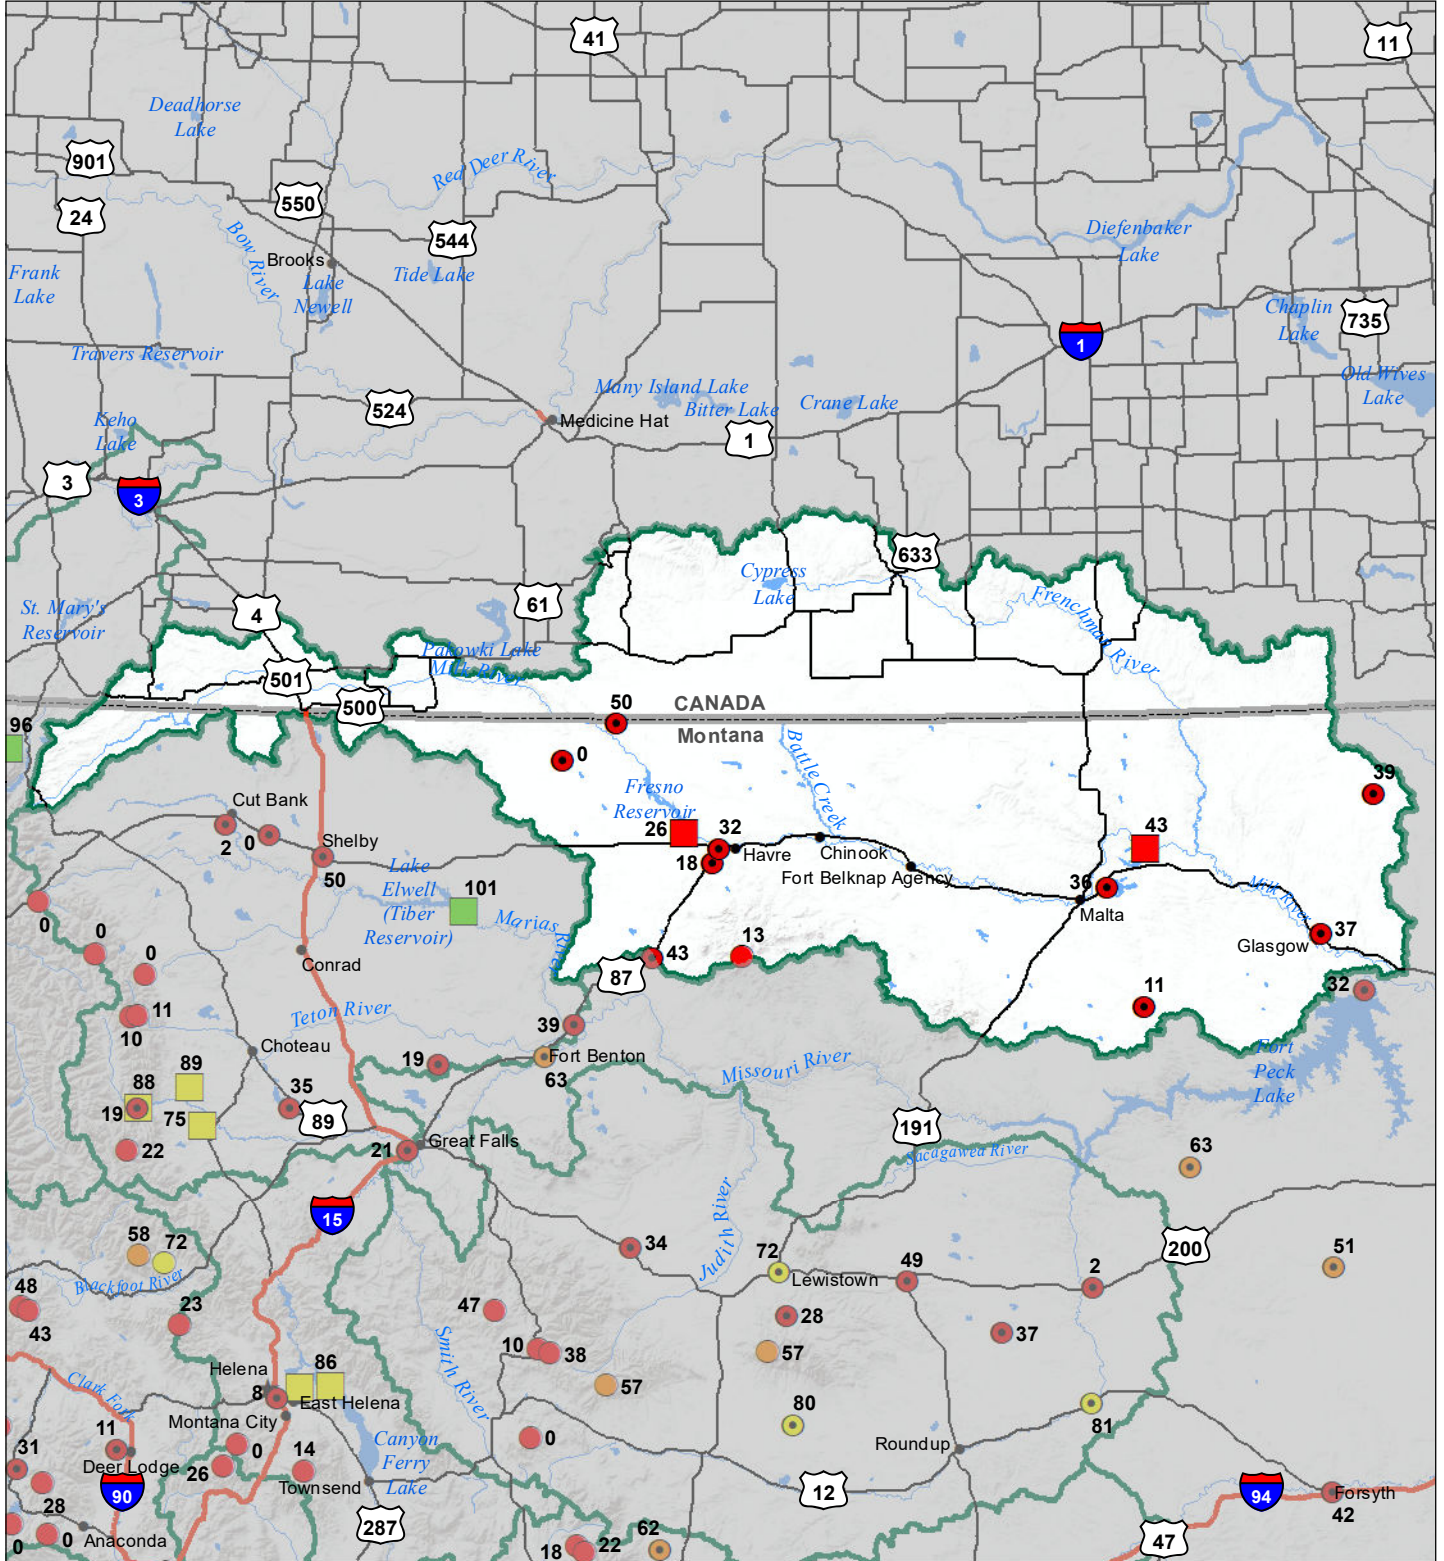 41
11
Deadhorse
Lake
901
Red Deer River
550
24
544
Bow River
Diefenbaker
Lake
Brooks
Tide Lake
Frank
Lake
Lake
Newell
Chaplin
Lake
735
1
Travers Reservoir
Old Wives
Lake
Many Island Lake
Bitter Lake
Crane Lake
524
Keho
Lake
Medicine Hat
1
3
3
633
Cypress
Lake
61
4
St. Mary's
Reservoir
Frenchman River
Pakowki Lake
Milk River
501
500
50
CANADA
Montana
96
0
Battle Creek
39
Fresno
Reservoir
Cut Bank
26
32
43
2
0
Shelby
18
Havre
Chinook
Fort Belknap Agency
50
Lake
Elwell
(Tiber
Reservoir)
101
36
Malta
Milk River
Marias River
0
0
0
Conrad
43
13
Glasgow
37
87
32
11
11
10
Teton River
39
Choteau
19
Fort Benton
63
Missouri River
Fort
Peck
Lake
89
88
19
75
35
89
22
21
Great Falls
191
Sacagawea River
63
15
Judith River
58
72
34
72
Lewistown
49
2
200
51
Blackfoot River
48
43
23
47
28
37
Smith River
10
38
57
57
Helena
86
8
East Helena
Clark Fork
Montana City
80
81
11
0
0
Roundup
31
Deer Lodge
26
14
Townsend
Canyon
Ferry
Lake
90
12
94
Forsyth
42
28
287
0
0
Anaconda
18
22
62
47